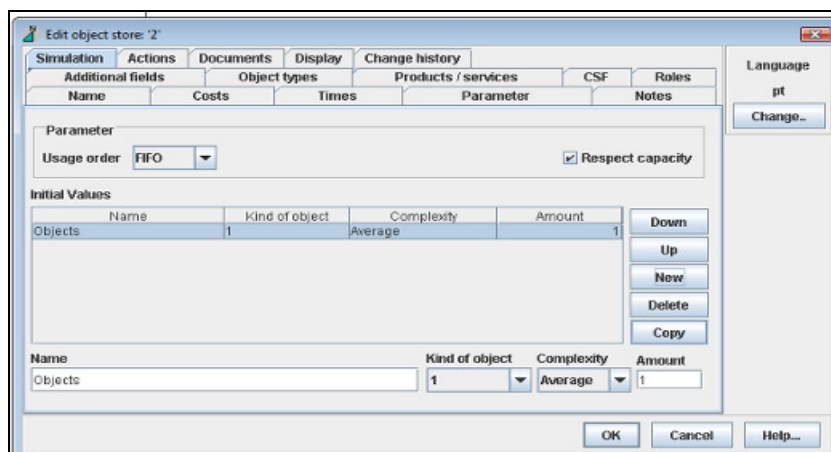 Edit object store: '2'
Simulation Actions Documents Display Change history
Additional fields Object types Products / services CSF Roles
Name Costs Times Parameter Notes
Language
pt
Change..
Parameter
Usage order FIFO Respect capacity
Initial Values
Name Kind of object Complexity Amount
Objects 1 Average 1
Down
Up
New
Delete
Copy
Name Kind of object Complexity Amount
Objects 1 Average 1
OK Cancel Help...